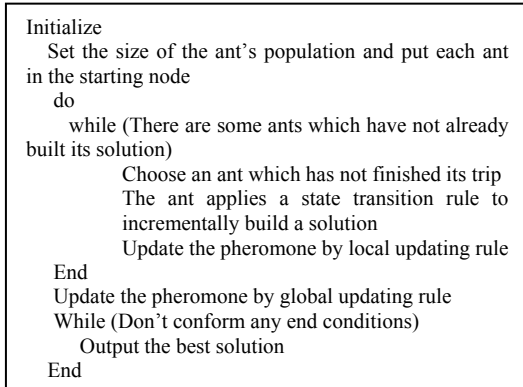 Initialize
Set the size of the ant's population and put each ant
in the starting node
do
while (There are some ants which have not already
built its solution)
Choose an ant which has not finished its trip
The ant applies a state transition rule to
incrementally build a solution
Update the pheromone by local updating rule
End
Update the pheromone by global updating rule
While (Don't conform any end conditions)
Output the best solution
End